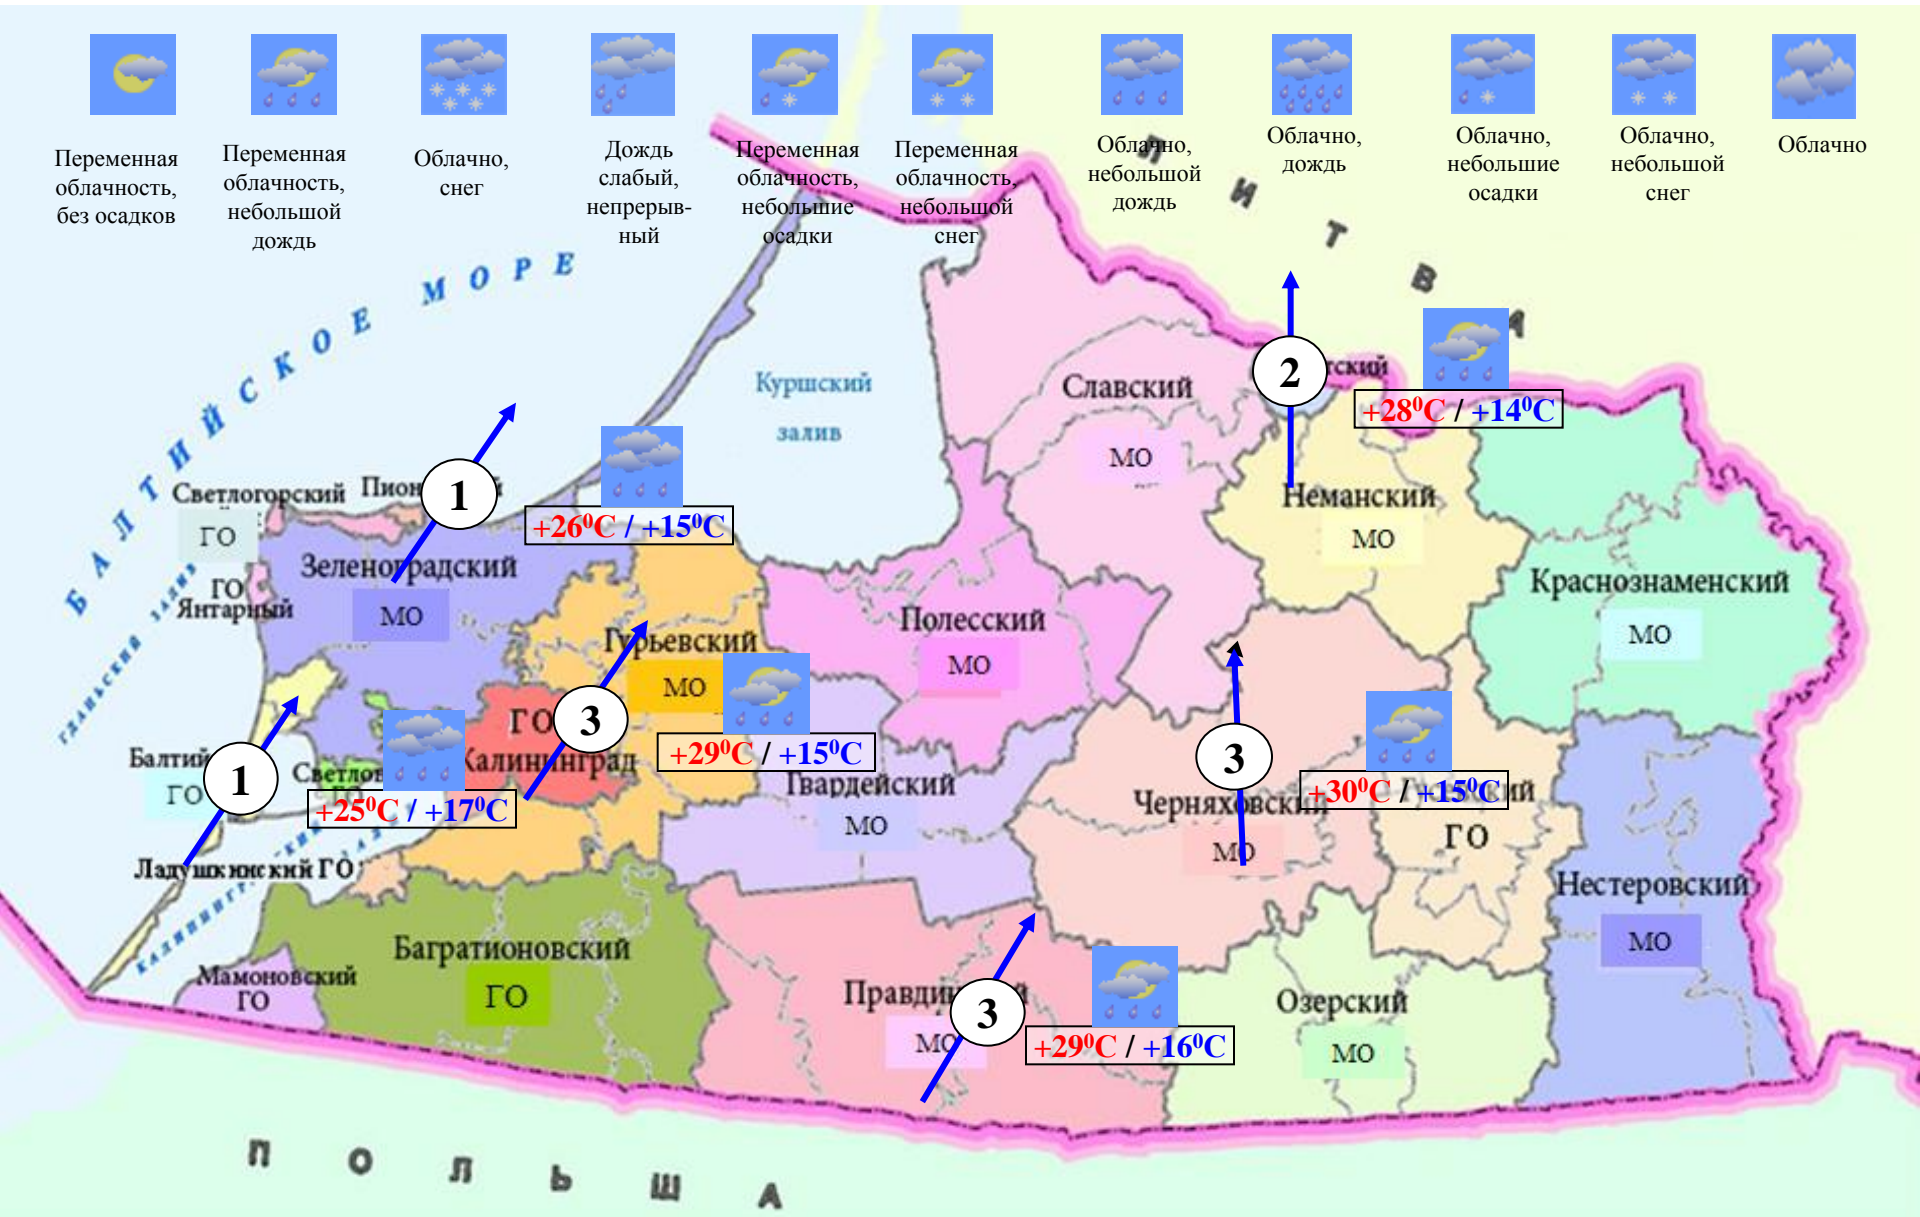 Переменная
облачность,
без осадков
Переменная
облачность,
небольшой
дождь
Облачно,
снег
Дождь
слабый,
непрерыв-
ный
Переменная
облачность,
небольшие
осадки
Переменная
облачность,
небольшой
снег
Облачно,
небольшой
дождь
Облачно,
дождь
Облачно,
небольшие
осадки
Облачно,
небольшой
снег
Облачно
ЛИТВА
БАЛТИЙСКОЕ МОРЕ
Куршский
залив
Славский
МО
2
+28⁰С / +14⁰С
Светлогорский
ГО
1
+26⁰С / +15⁰С
Неманский
МО
Зеленоградский
МО
ГО
Янтарный
ГДАНЬСКИЙ ЗАЛИВ
Краснознаменский
МО
Полесский
МО
Гурьевский
МО
ГО
Калининград
3
+29⁰С / +15⁰С
ГО
1
+25⁰С / +17⁰С
Гвардейский
МО
3
Черняховский
МО
+30⁰С / +15⁰С
ГО
Ладушкинский ГО
Нестеровский
МО
Багратионовский
ГО
Мамоновский
ГО
МО
3
+29⁰С / +16⁰С
Озерский
МО
ПОЛЬША